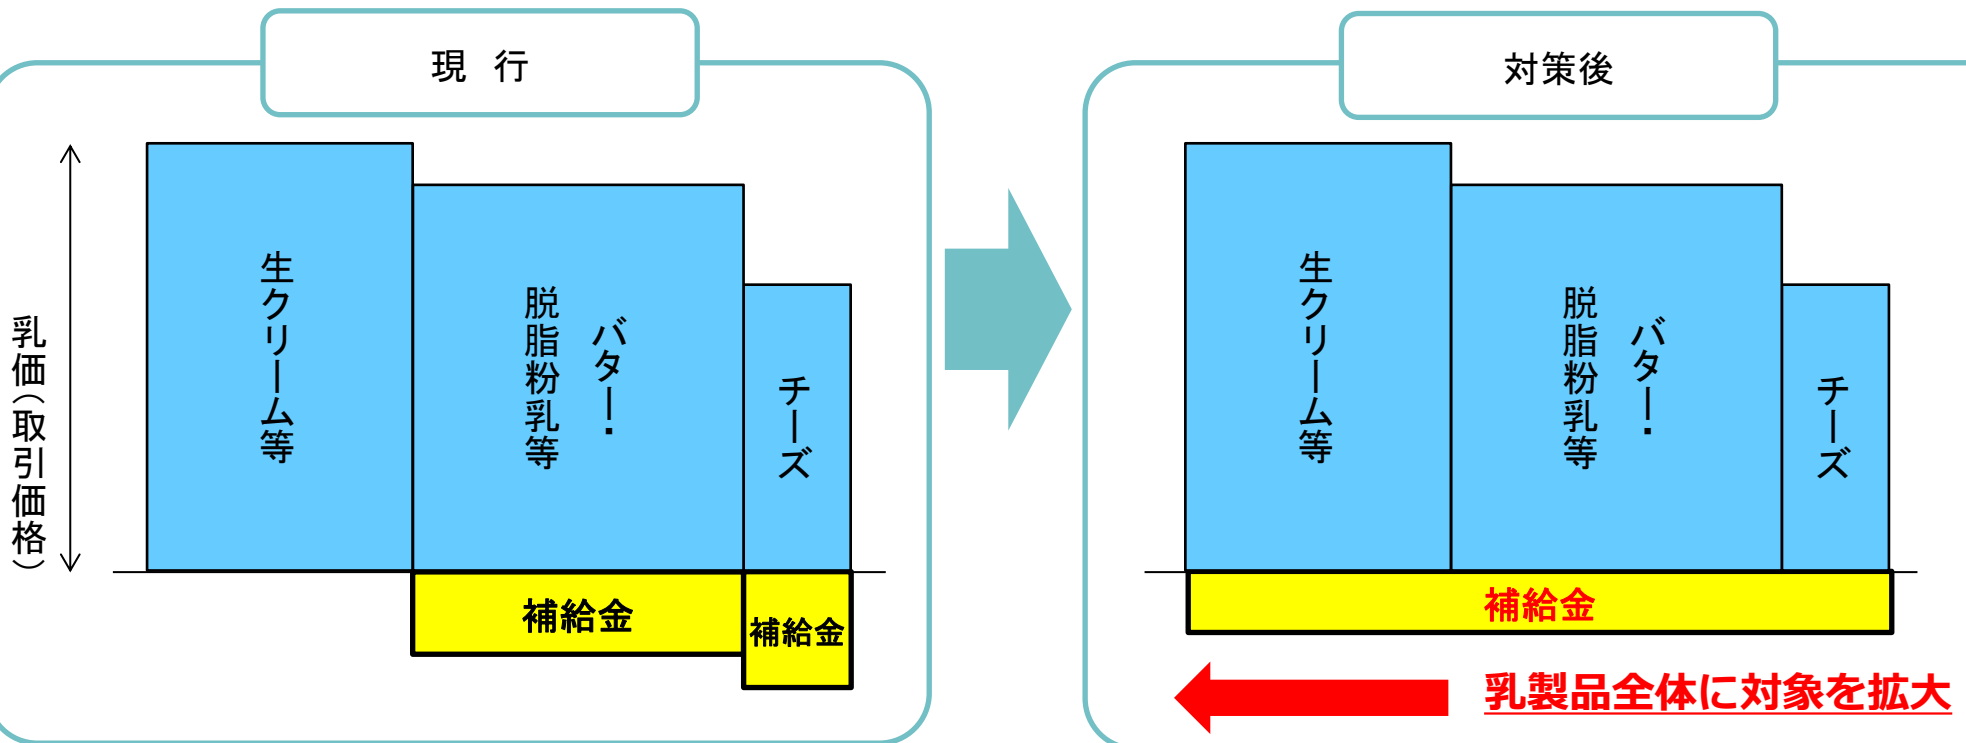 現 行
乳価（取引価格）
生クリーム等
バター・
脱脂粉乳等
チーズ
補給金
補給金
対策後
生クリーム等
バター・
脱脂粉乳等
チーズ
補給金
乳製品全体に対象を拡大